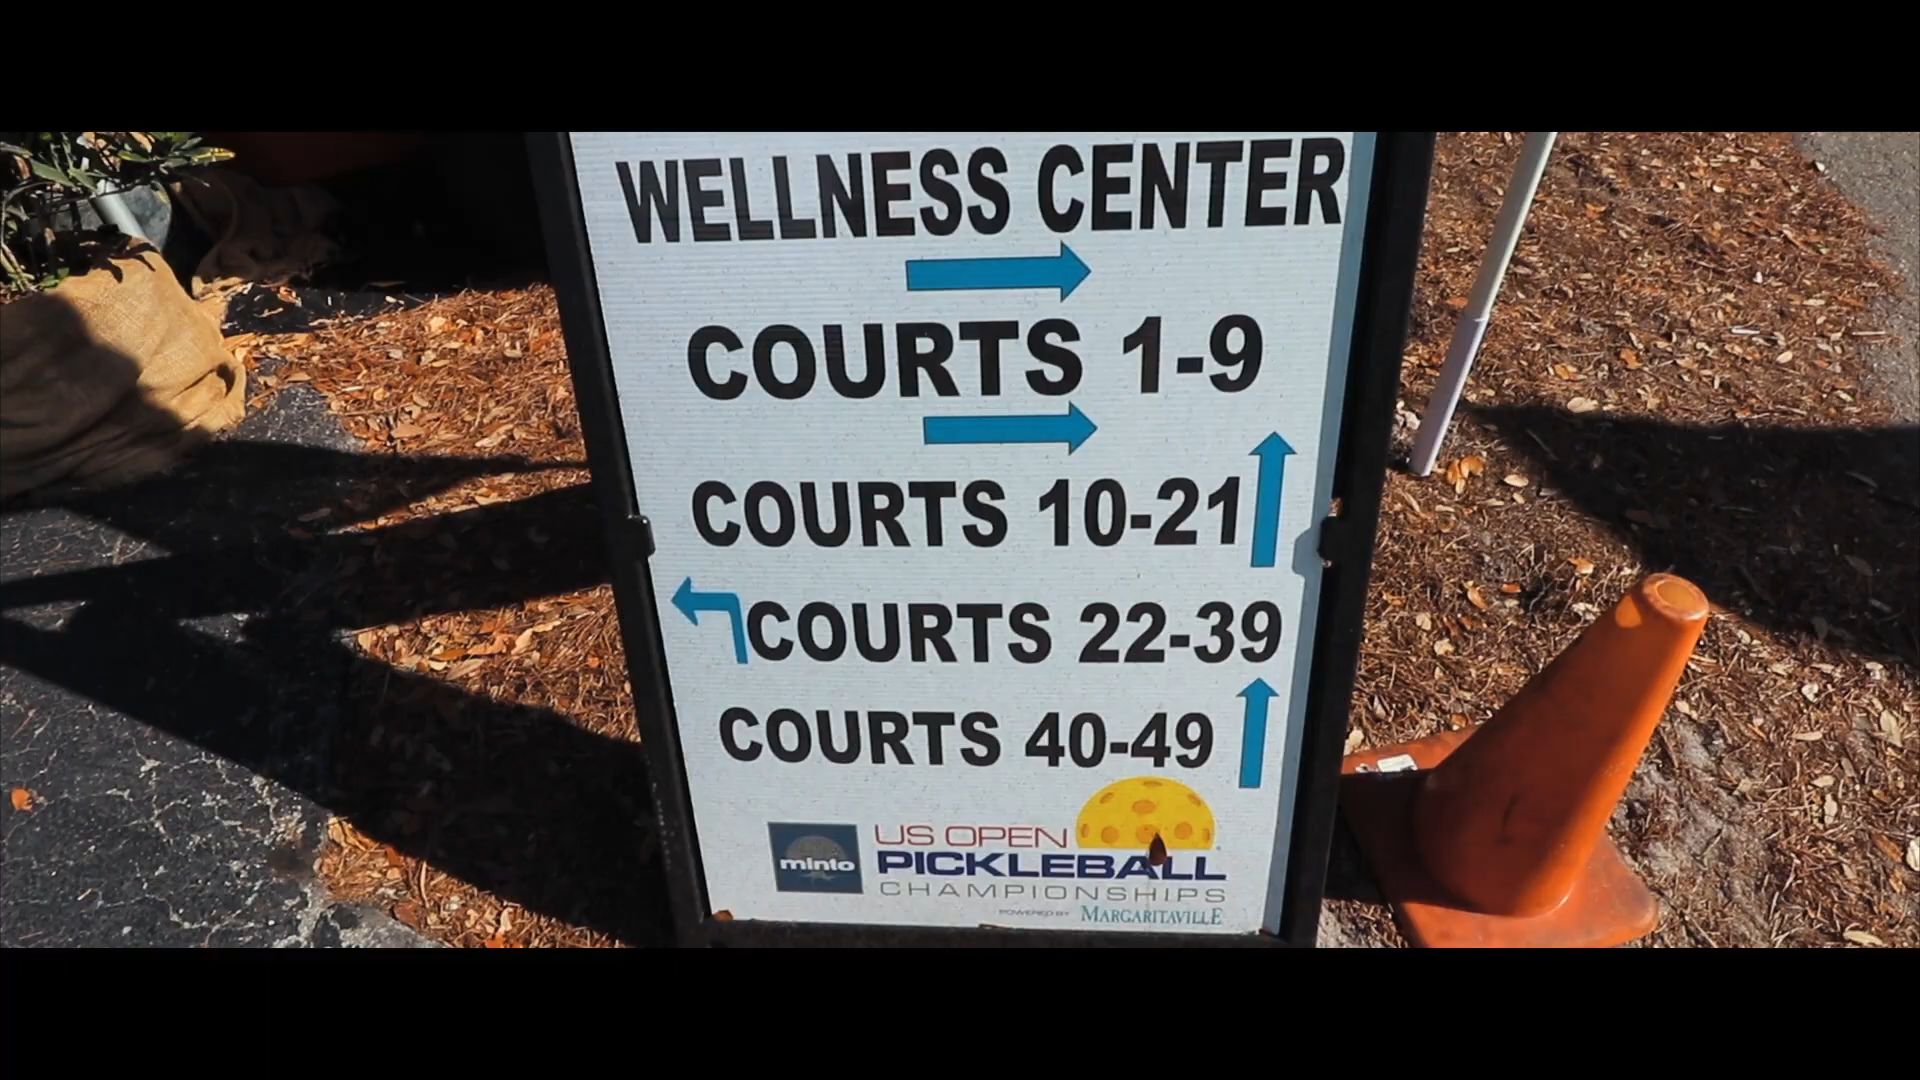 WELLNESS CENTER
COURTS 1-9
COURTS 10-21
COURTS 22-39
COURTS 40-49
minto
US OPEN
PICKLEBALL
CHAMPIONSHIPS
POWERED BY MARGARITAVILLE